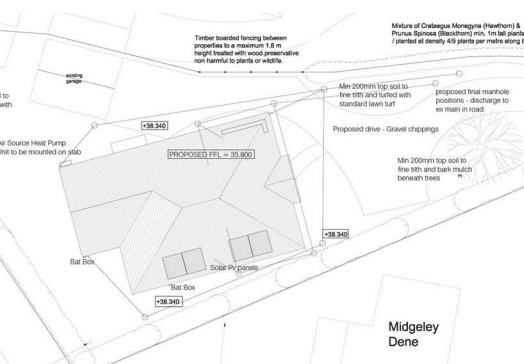 Mixture of Crataegus Monagyna (Hawthorn) &
Prunus Spinosa (Blackthorn) min. 1m tall plants
/ planted at density 4/5 plants per metre along b
Timber boarded fencing between
properties to a maximum 1.8 m
height treated with wood preservative
non harmful to plants or wildlife.
existing
garage
Min 200mm top soil to
fine tilth and turfed with
standard lawn turf
proposed final manhole
positions - discharge to
ex main in road
l to
with
+38.340
Proposed drive - Gravel chippings
Air Source Heat Pump
Unit to be mounted on slab
PROPOSED FFL = 35.800
Min 200mm top soil to
fine tilth and bark mulch
beneath trees
+38.340
Bat Box
Solar Pv panels
Bat Box
+38.340
Midgeley
Dene